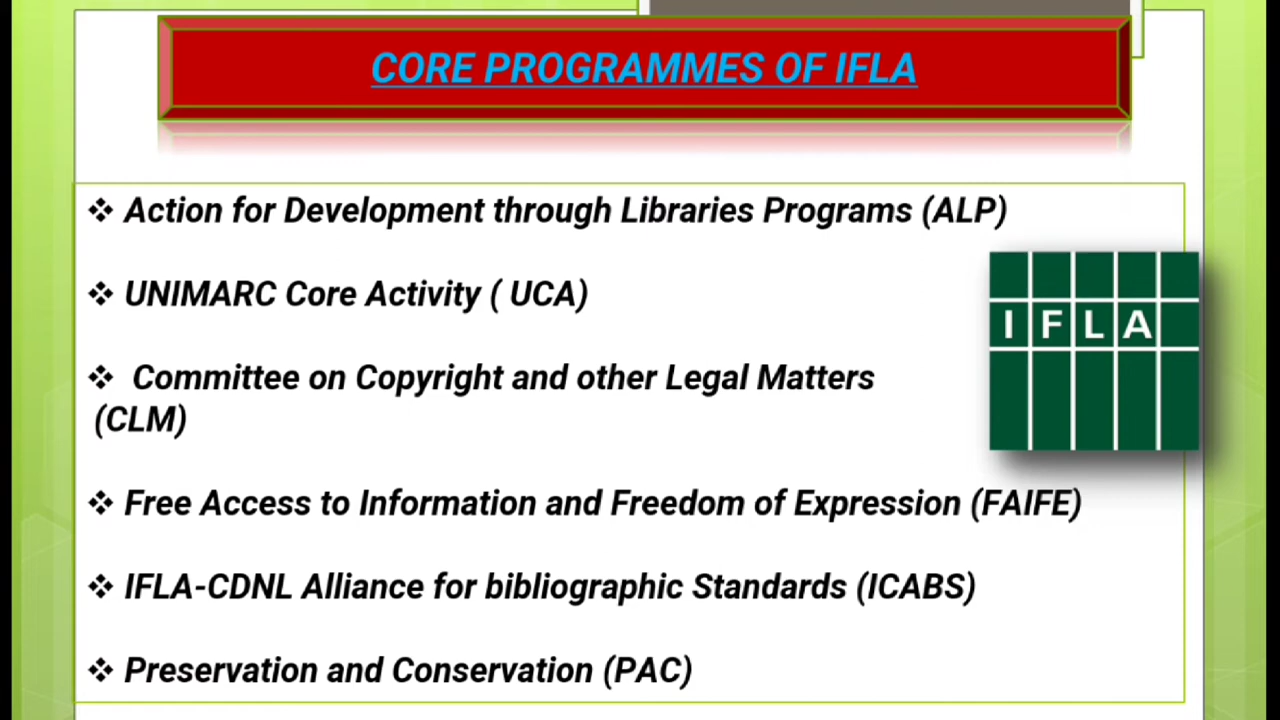 CORE PROGRAMMES OF IFLA
❖ Action for Development through Libraries Programs (ALP)
❖ UNIMARC Core Activity ( UCA)
❖ Committee on Copyright and other Legal Matters
(CLM)
❖ Free Access to Information and Freedom of Expression (FAIFE)
❖ IFLA-CDNL Alliance for bibliographic Standards (ICABS)
❖ Preservation and Conservation (PAC)
IFLA